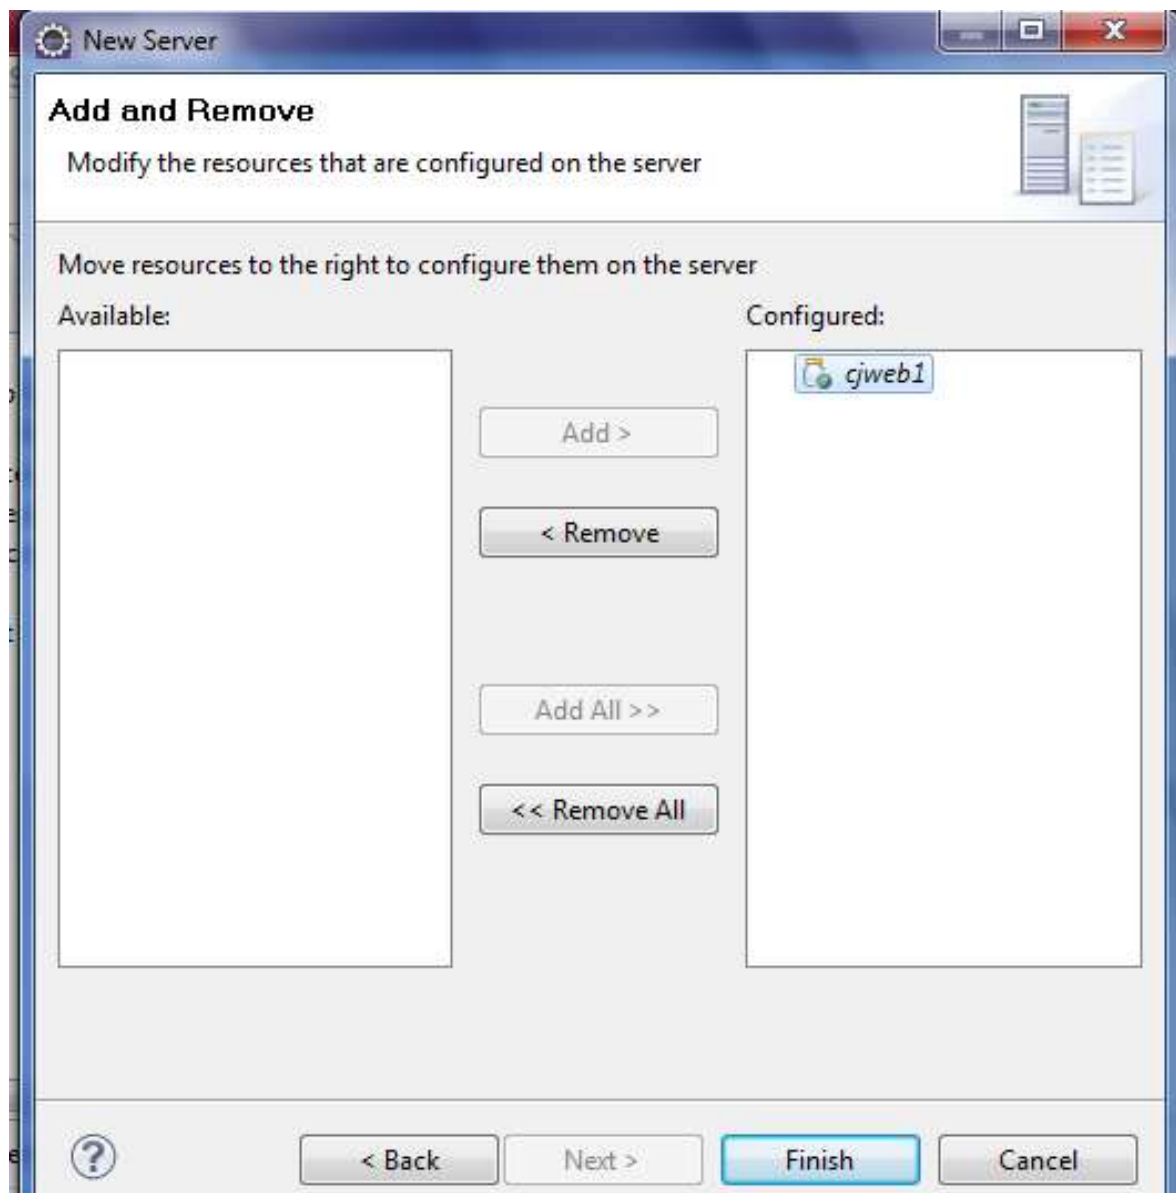 New Server
Add and Remove
Modify the resources that are configured on the server
Move resources to the right to configure them on the server
Available:
Configured:
cjweb1
Add >
< Remove
Add All >>
<< Remove All
< Back
Next >
Finish
Cancel